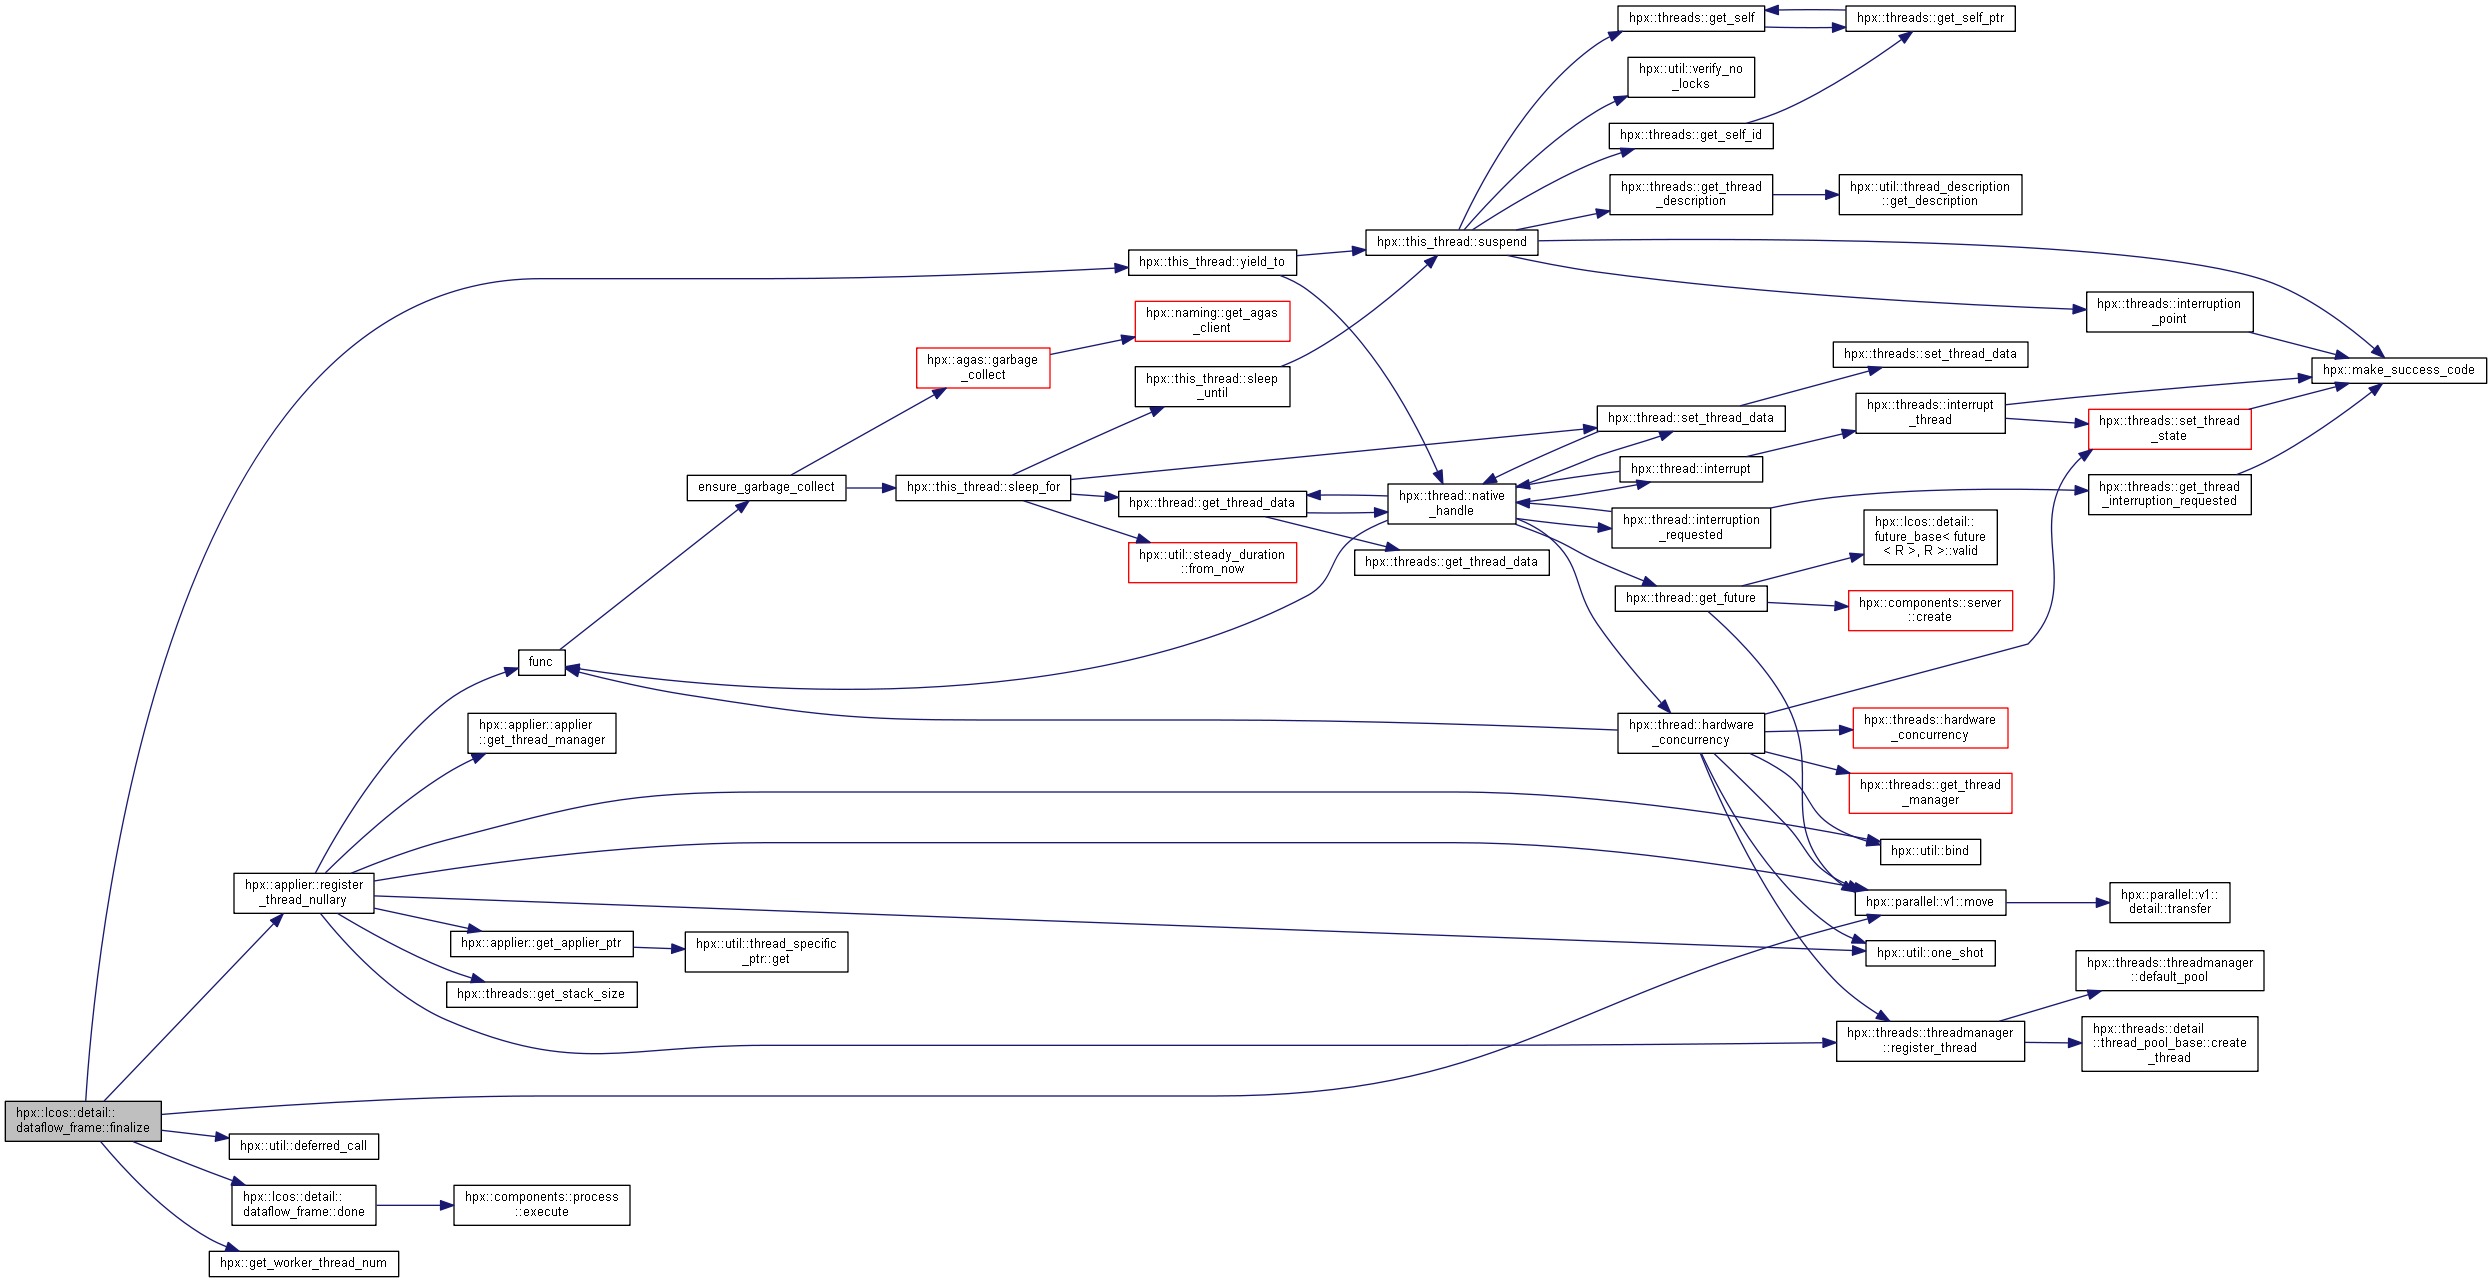 hpx::threads::get_self
hpx::threads::get_self_ptr
hpx::util::verify_no
_locks
hpx::threads::get_self_id
hpx::threads::get_thread
_description
hpx::util::thread_description
::get_description
hpx::this_thread::suspend
hpx::this_thread::yield_to
hpx::threads::interruption
_point
hpx::naming::get_agas
_client
hpx::agas::garbage
_collect
hpx::threads::set_thread_data
hpx::make_success_code
hpx::this_thread::sleep
_until
hpx::threads::interrupt
_thread
hpx::thread::set_thread_data
hpx::threads::set_thread
_state
hpx::thread::interrupt
ensure_garbage_collect
hpx::this_thread::sleep_for
hpx::thread::get_thread_data
hpx::thread::native
_handle
hpx::threads::get_thread
_interruption_requested
hpx::thread::interruption
_requested
hpx::lcos::detail::
future_base< future
< R >, R >::valid
hpx::util::steady_duration
::from_now
hpx::threads::get_thread_data
hpx::thread::get_future
hpx::components::server
::create
func
hpx::applier::applier
::get_thread_manager
hpx::thread::hardware
_concurrency
hpx::threads::hardware
_concurrency
hpx::threads::get_thread
_manager
hpx::util::bind
hpx::applier::register
_thread_nullary
hpx::parallel::v1::move
hpx::parallel::v1::
detail::transfer
hpx::applier::get_applier_ptr
hpx::util::thread_specific
_ptr::get
hpx::util::one_shot
hpx::threads::threadmanager
::default_pool
hpx::threads::get_stack_size
hpx::threads::threadmanager
::register_thread
hpx::threads::detail
::thread_pool_base::create
_thread
hpx::lcos::detail::
dataflow_frame::finalize
hpx::util::deferred_call
hpx::lcos::detail::
dataflow_frame::done
hpx::components::process
::execute
hpx::get_worker_thread_num